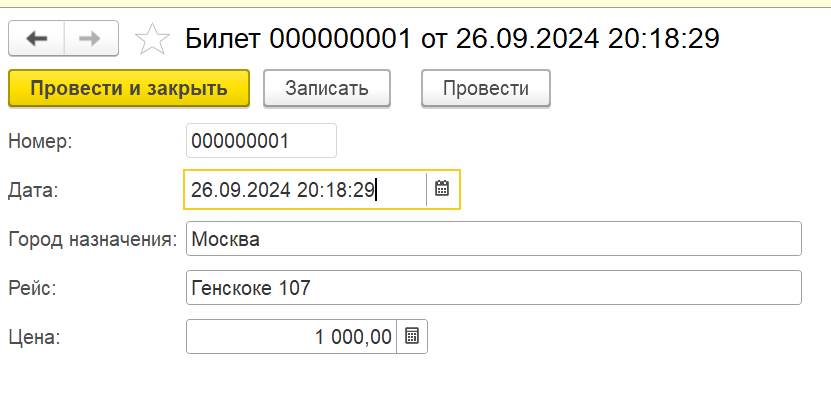 Билет 000000001 от 26.09.2024 20:18:29
Провести и закрыть Записать Провести
Номер: 000000001
Дата: 26.09.2024 20:18:29
Город назначения: Москва
Рейс: Генскоке 107
Цена: 1 000,00